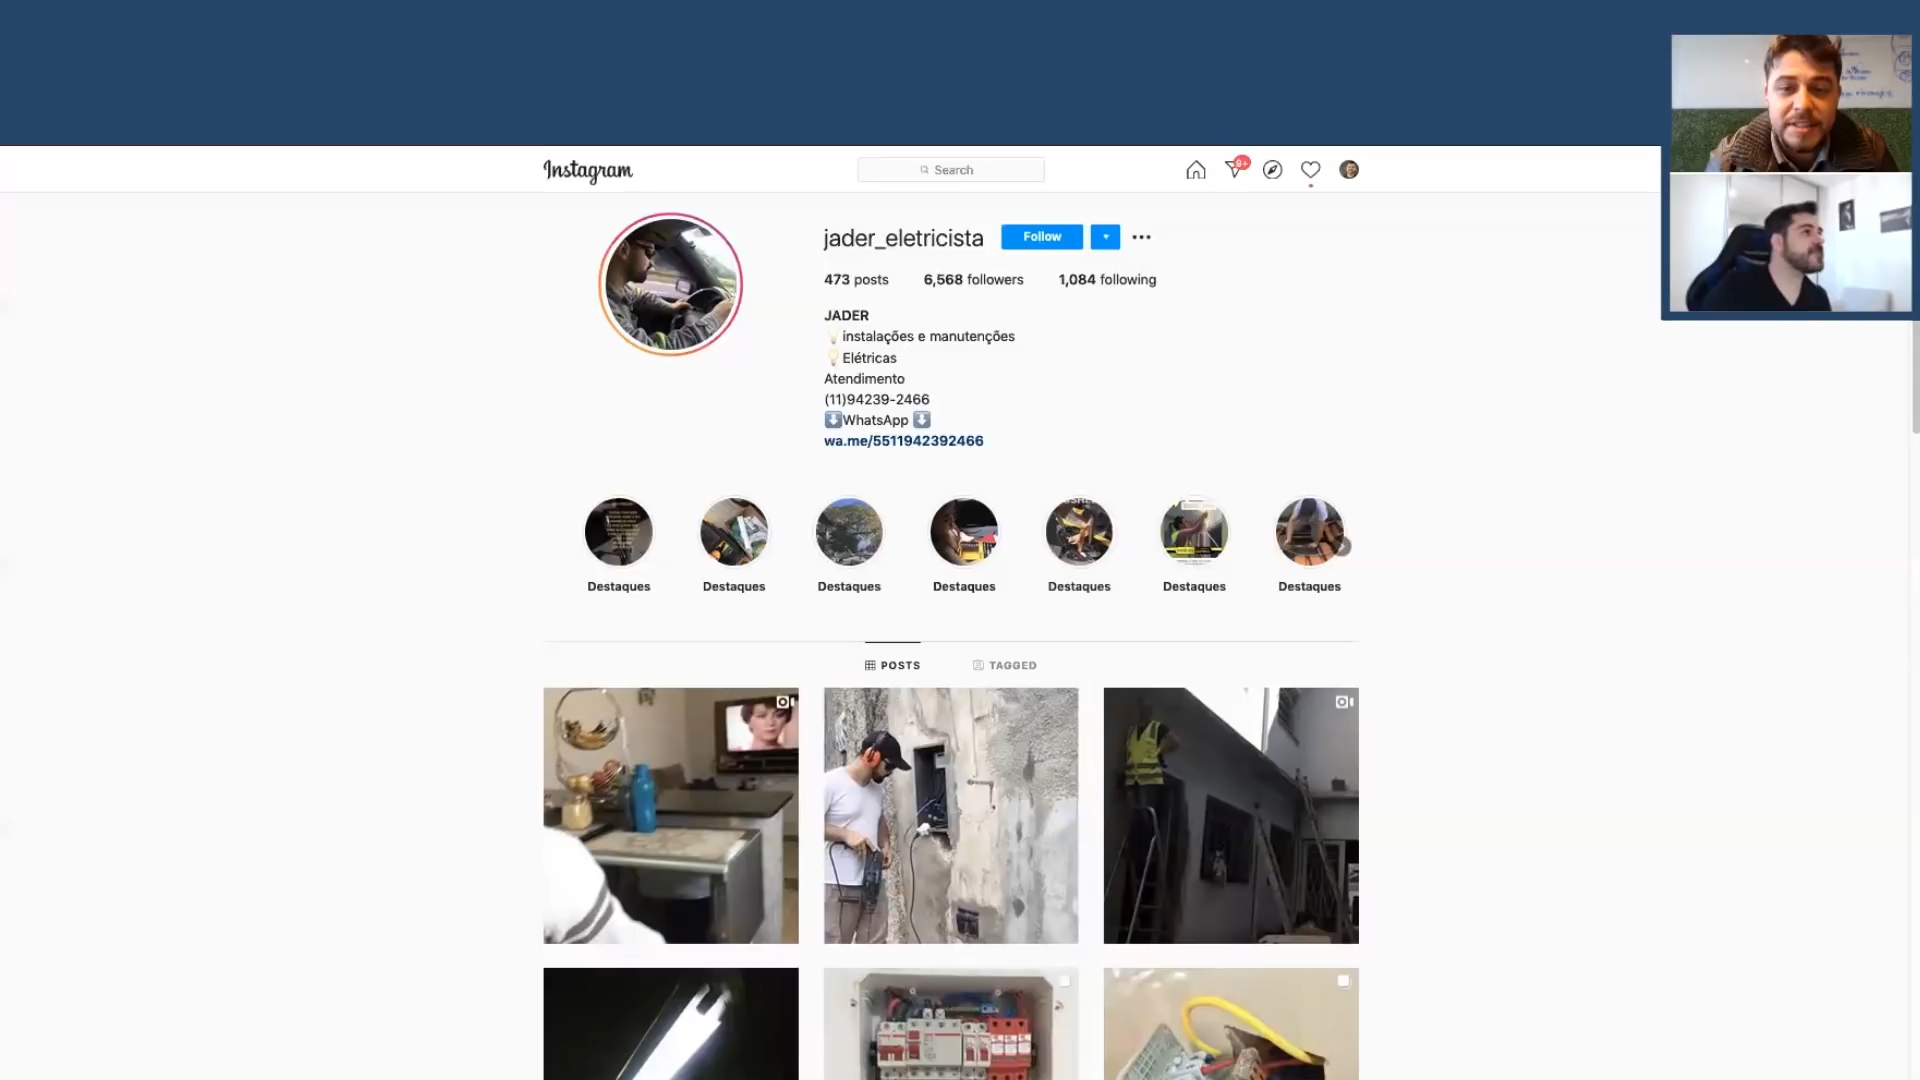 Instagram
Search
9+
jader_eletricista
Follow
473 posts 6,568 followers 1,084 following
JADER
💡instalações e manutenções
💡Elétricas
Atendimento
(11)94239-2466
⬇️WhatsApp ⬇️
wa.me/5511942392466
Destaques Destaques Destaques Destaques Destaques Destaques Destaques
POSTS TAGGED